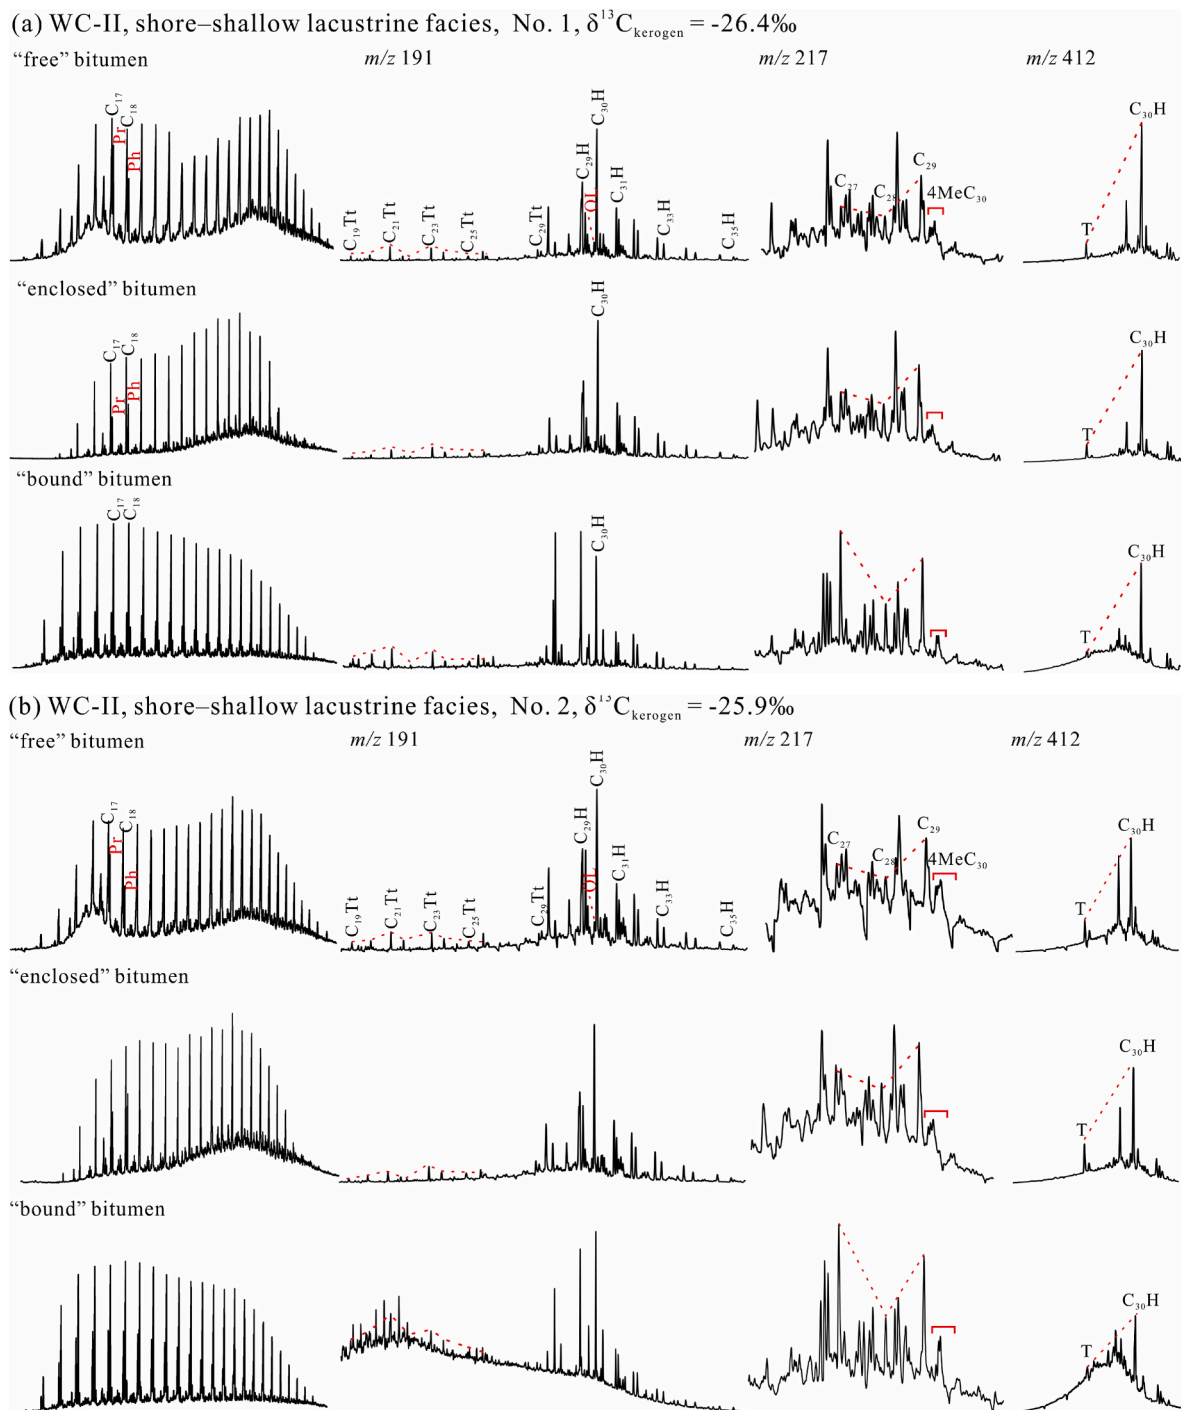 (a) WC-II, shore–shallow lacustrine facies, No. 1, δ¹³C_kerogen = -26.4‰
“free” bitumen m/z 191 m/z 217 m/z 412
C₁₇ Pr C₁₈ Ph C₁₉Tt C₂₁Tt C₂₃Tt C₂₅Tt C₂₉Tt C₂₉H OL C₃₀H C₃₁H C₃₃H C₃₅H C₂₇ C₂₈ C₂₉ 4MeC₃₀ T C₃₀H
“enclosed” bitumen
C₁₇ Pr C₁₈ Ph C₃₀H T C₃₀H
“bound” bitumen
C₁₇ C₁₈ C₃₀H T C₃₀H
(b) WC-II, shore–shallow lacustrine facies, No. 2, δ¹³C_kerogen = -25.9‰
“free” bitumen m/z 191 m/z 217 m/z 412
C₁₇ Pr C₁₈ Ph C₁₉Tt C₂₁Tt C₂₃Tt C₂₅Tt C₂₉Tt C₂₉H OL C₃₀H C₃₁H C₃₃H C₃₅H C₂₇ C₂₈ C₂₉ 4MeC₃₀ T C₃₀H
“enclosed” bitumen
T C₃₀H
“bound” bitumen
T C₃₀H